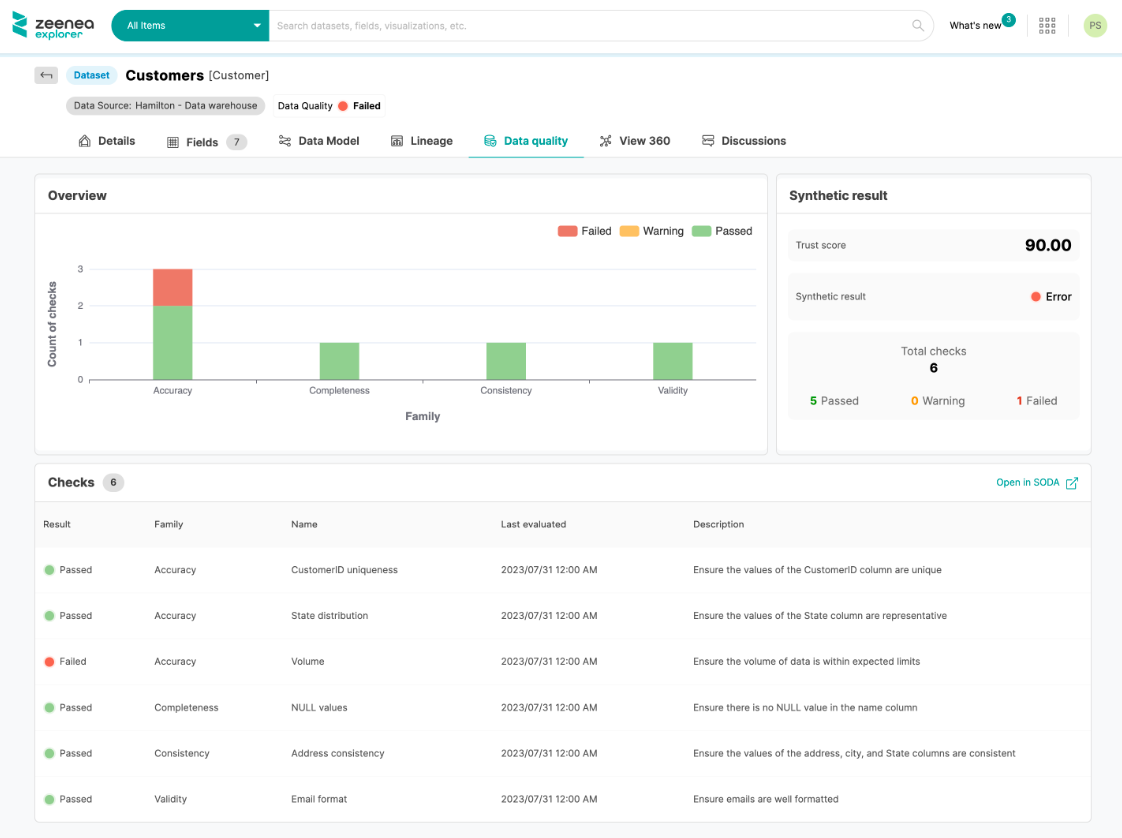 zeenea
explorer
All Items
Search datasets, fields, visualizations, etc.
What's new 3
PS
Dataset Customers [Customer]
Data Source: Hamilton - Data warehouse Data Quality Failed
Details Fields 7 Data Model Lineage Data quality View 360 Discussions
Overview
Failed Warning Passed
Count of checks
3
2
1
0
Accuracy Completeness Consistency Validity
Family
Synthetic result
Trust score 90.00
Synthetic result Error
Total checks
6
5 Passed 0 Warning 1 Failed
Checks 6 Open in SODA
Result Family Name Last evaluated Description
Passed Accuracy CustomerID uniqueness 2023/07/31 12:00 AM Ensure the values of the CustomerID column are unique
Passed Accuracy State distribution 2023/07/31 12:00 AM Ensure the values of the State column are representative
Failed Accuracy Volume 2023/07/31 12:00 AM Ensure the volume of data is within expected limits
Passed Completeness NULL values 2023/07/31 12:00 AM Ensure there is no NULL value in the name column
Passed Consistency Address consistency 2023/07/31 12:00 AM Ensure the values of the address, city, and State columns are consistent
Passed Validity Email format 2023/07/31 12:00 AM Ensure emails are well formatted